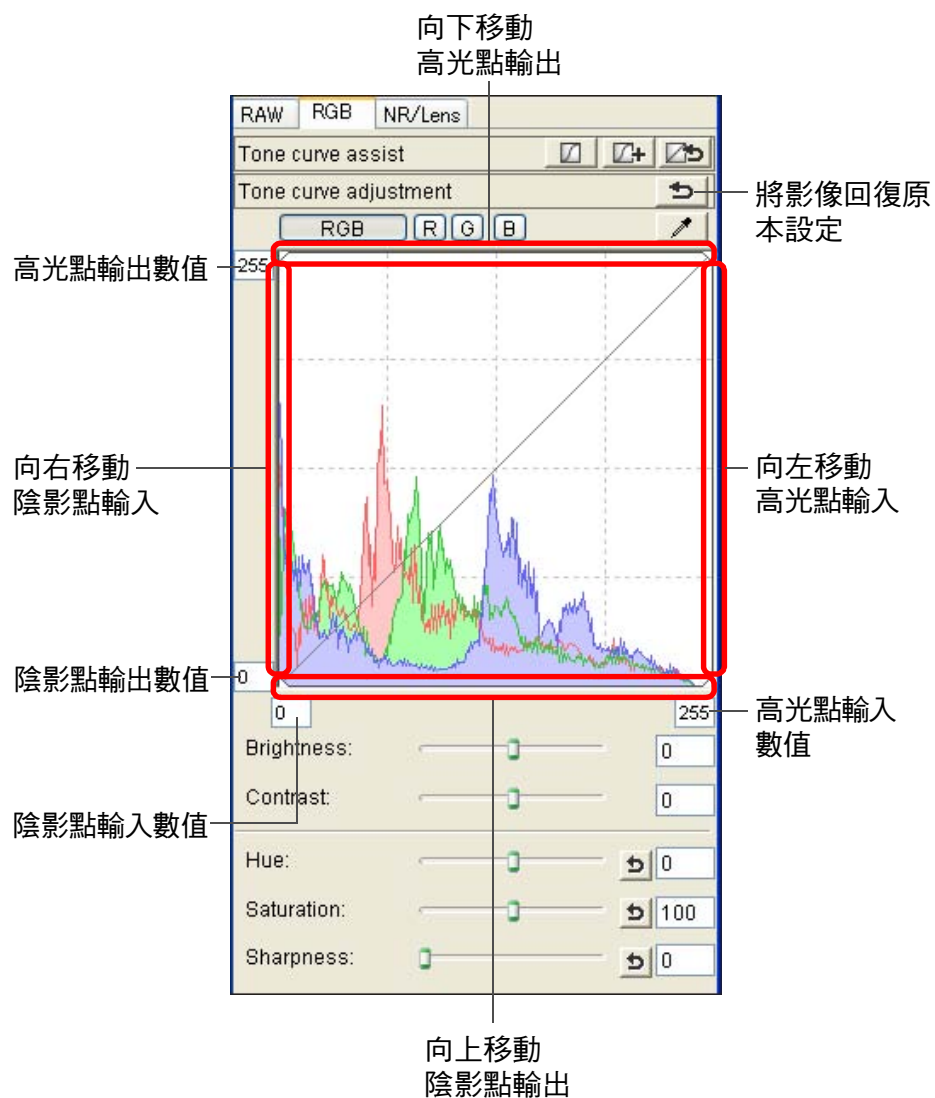 向下移動
高光點輸出
RAW RGB NR/Lens
Tone curve assist
Tone curve adjustment
將影像回復原
本設定
RGB R G B
高光點輸出數值
255
向右移動
陰影點輸入
向左移動
高光點輸入
陰影點輸出數值
0
0
255
高光點輸入
數值
Brightness: 0
Contrast: 0
陰影點輸入數值
Hue: 0
Saturation: 100
Sharpness: 0
向上移動
陰影點輸出